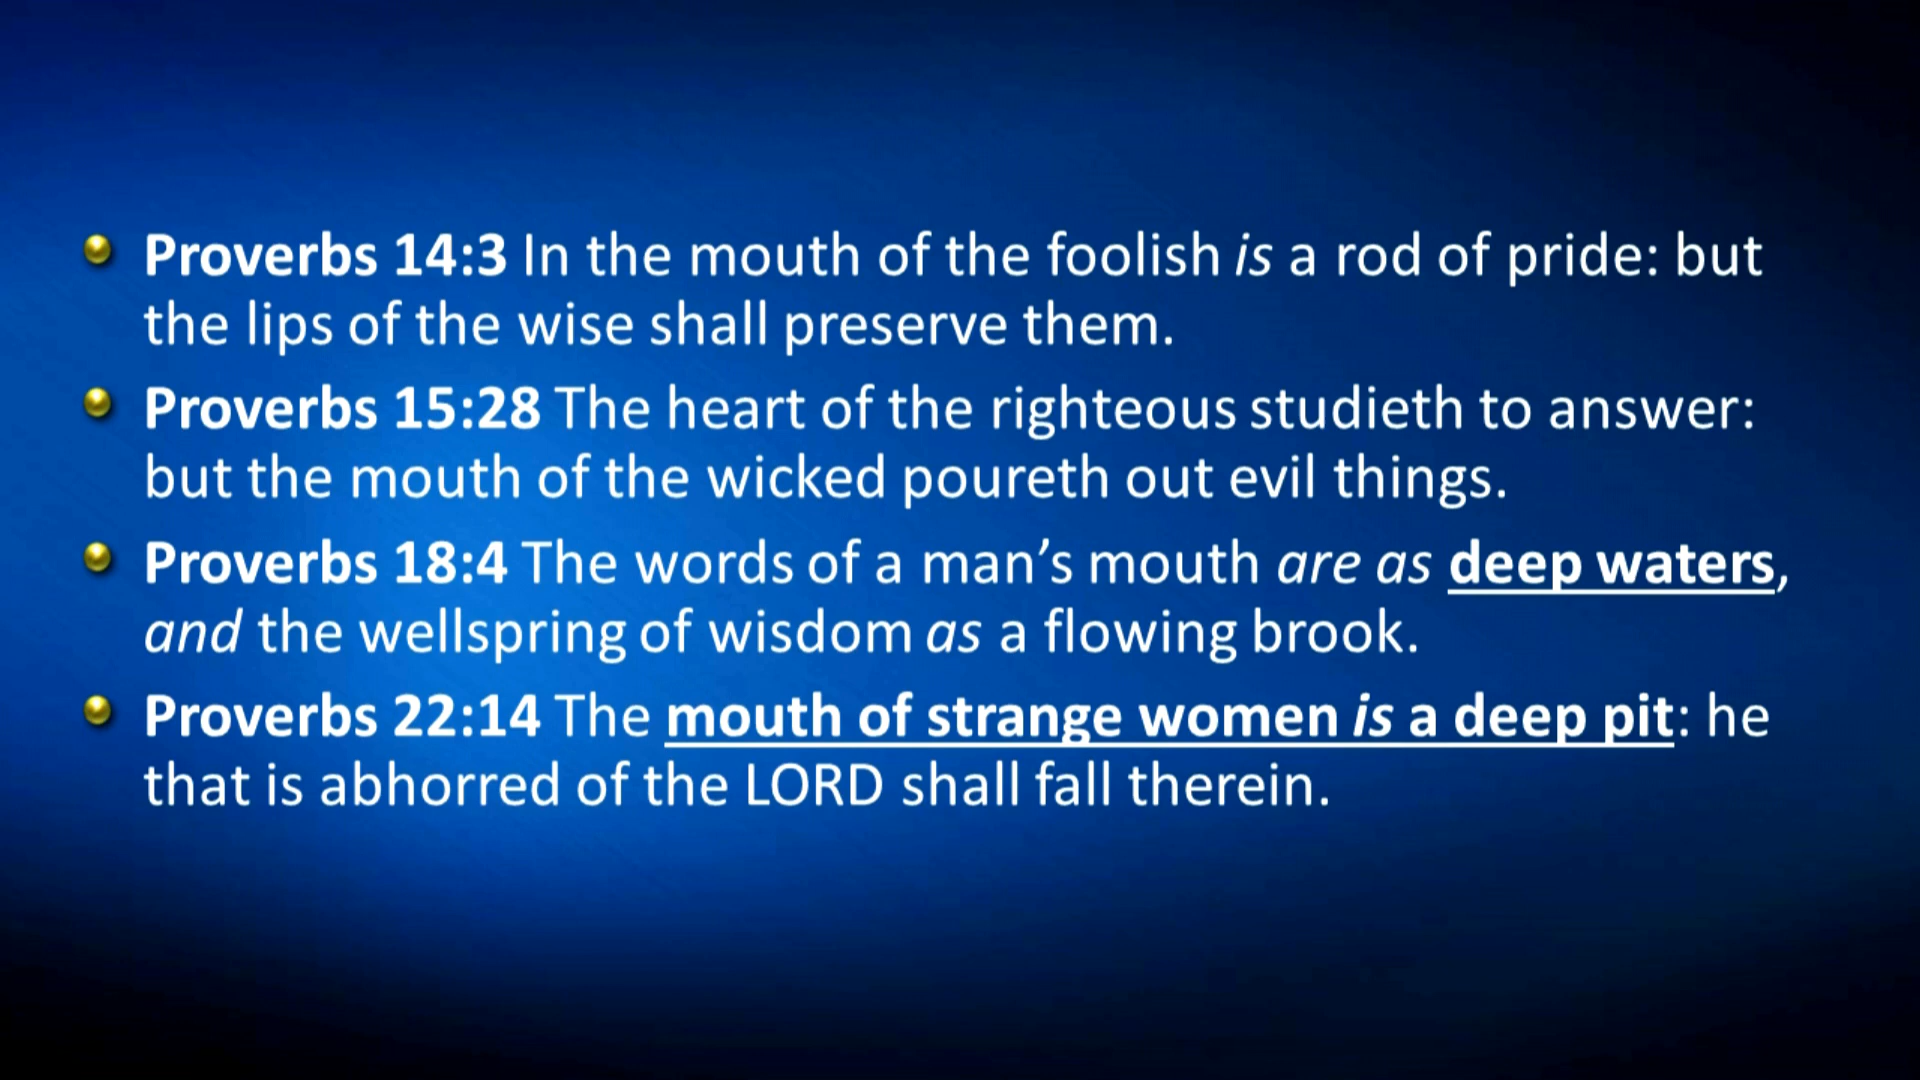 Proverbs 14:3 In the mouth of the foolish is a rod of pride: but
the lips of the wise shall preserve them.
Proverbs 15:28 The heart of the righteous studieth to answer:
but the mouth of the wicked poureth out evil things.
Proverbs 18:4 The words of a man’s mouth are as deep waters,
and the wellspring of wisdom as a flowing brook.
Proverbs 22:14 The mouth of strange women is a deep pit: he
that is abhorred of the LORD shall fall therein.